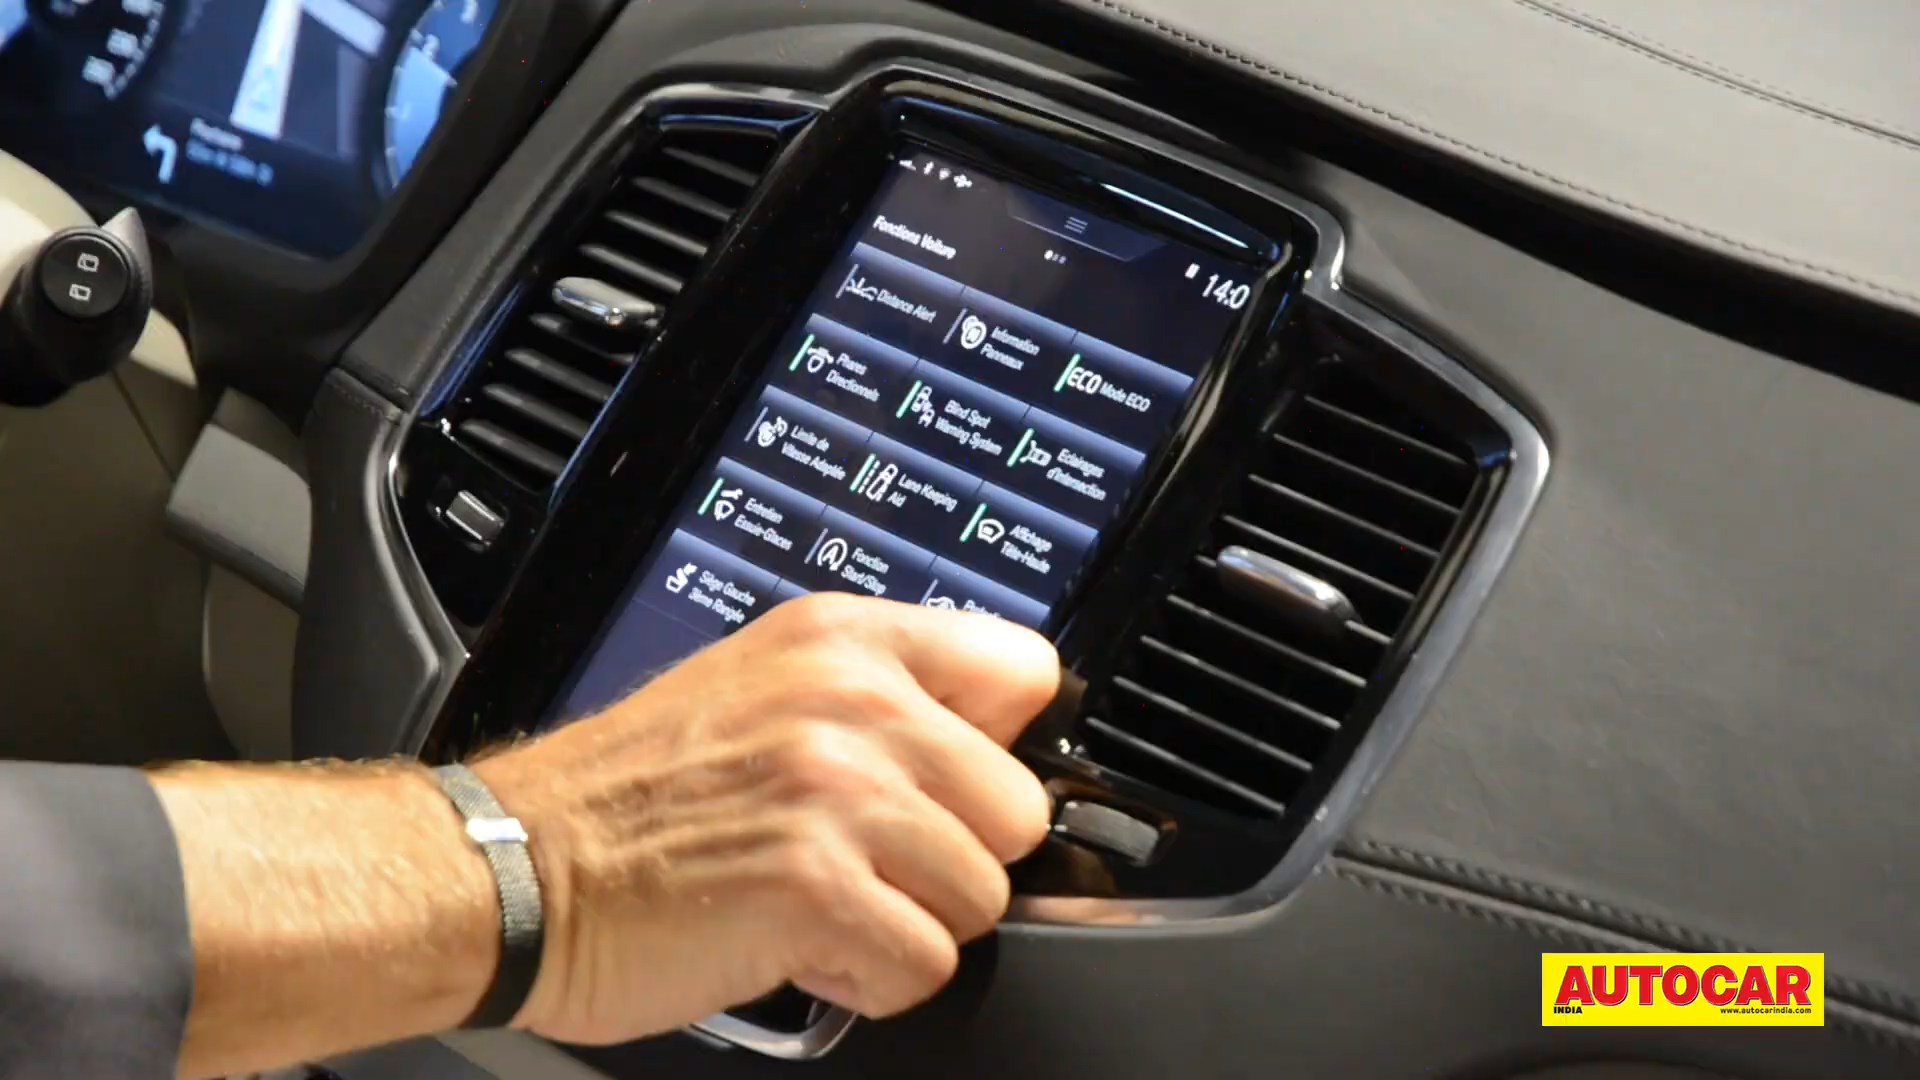 14:0
Fonctions Voiture
Distance Alert
Information
Panneaux
ECO Mode ECO
Phares
Directionnels
Blind Spot
Warning System
Eclairages
d'Intersection
Limite de
Vitesse Adaptée
Lane Keeping
Aid
Affichage
Tête-Haute
Entretien
Essuie-Glaces
Fonction
Start/Stop
Siège Gauche
3ème Rangée
AUTOCAR
INDIA
www.autocarindia.com